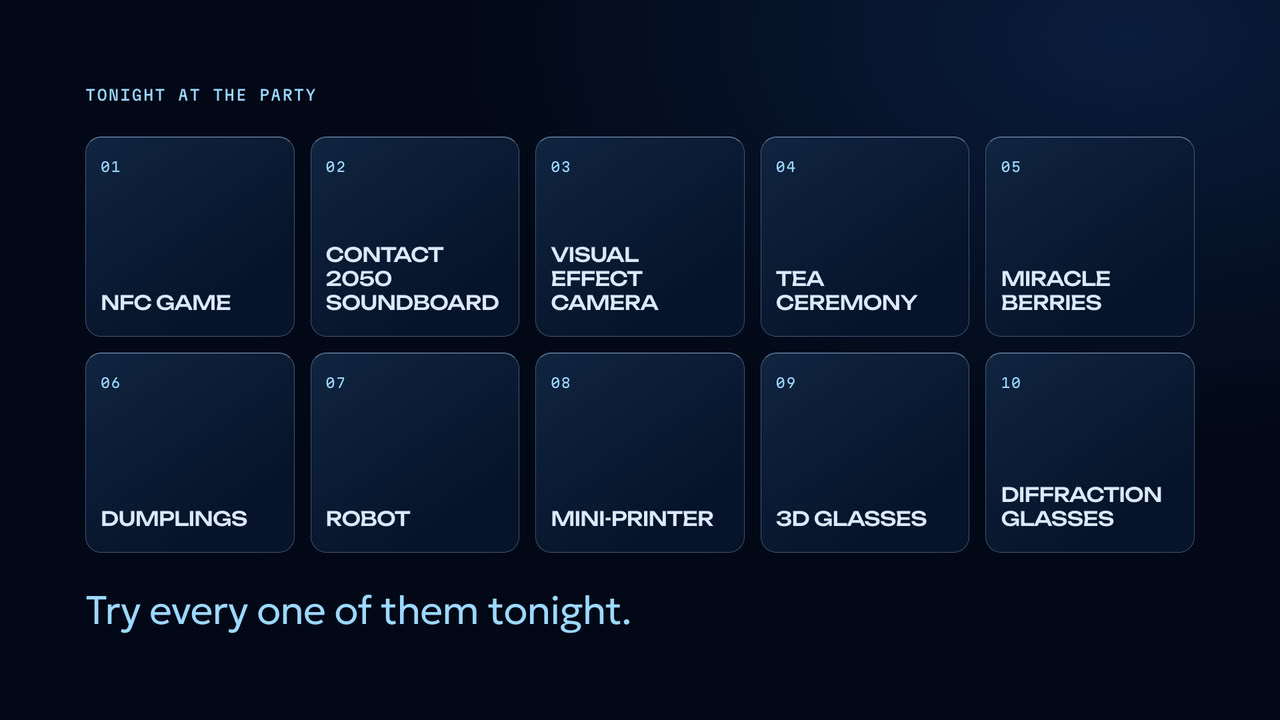 TONIGHT AT THE PARTY
01
NFC GAME
02
CONTACT
2050
SOUNDBOARD
03
VISUAL
EFFECT
CAMERA
04
TEA
CEREMONY
05
MIRACLE
BERRIES
06
DUMPLINGS
07
ROBOT
08
MINI-PRINTER
09
3D GLASSES
10
DIFFRACTION
GLASSES
Try every one of them tonight.